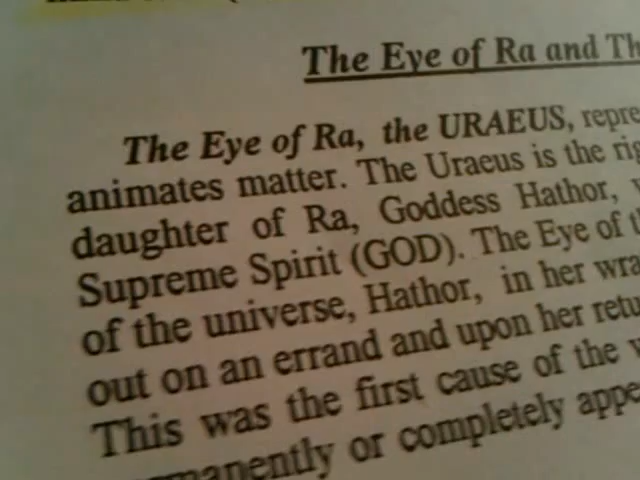 The Eye of Ra and Th
The Eye of Ra, the URAEUS, repre
animates matter. The Uraeus is the rig
daughter of Ra, Goddess Hathor,
Supreme Spirit (GOD). The Eye of t
of the universe, Hathor, in her wra
out on an errand and upon her retu
This was the first cause of the w
rmanently or completely appe